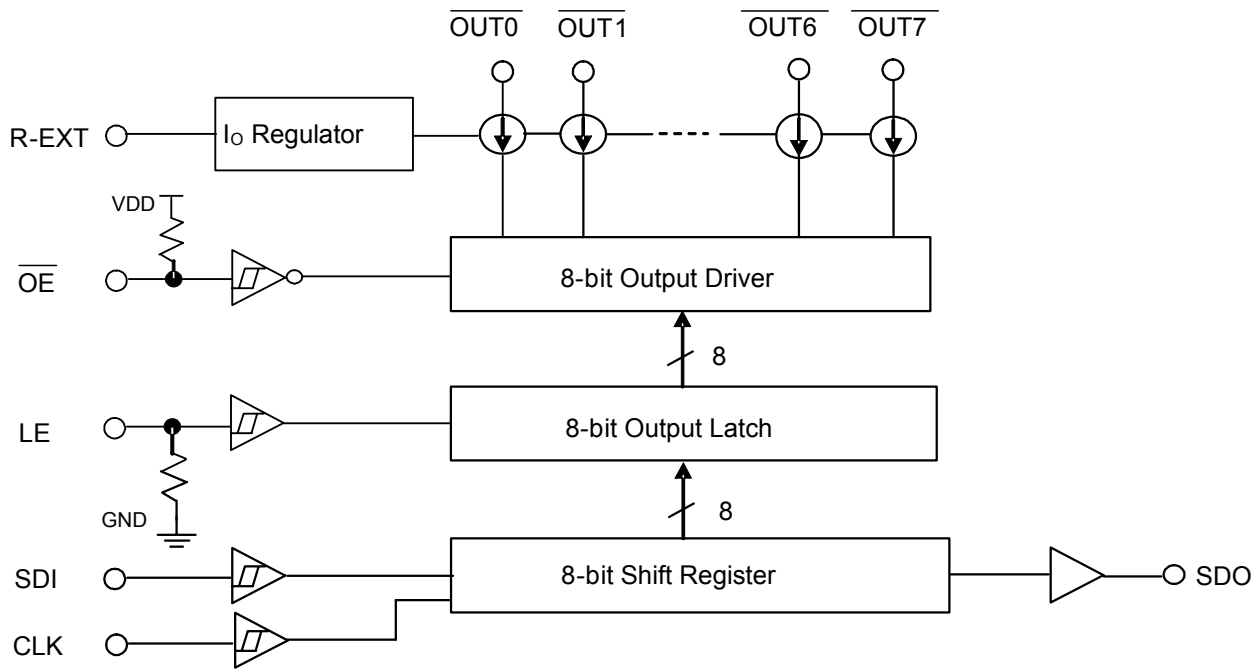 OUT0 OUT1 OUT6 OUT7
R-EXT
IO Regulator
VDD
OE
8-bit Output Driver
8
LE
8-bit Output Latch
GND
8
SDI
8-bit Shift Register
SDO
CLK